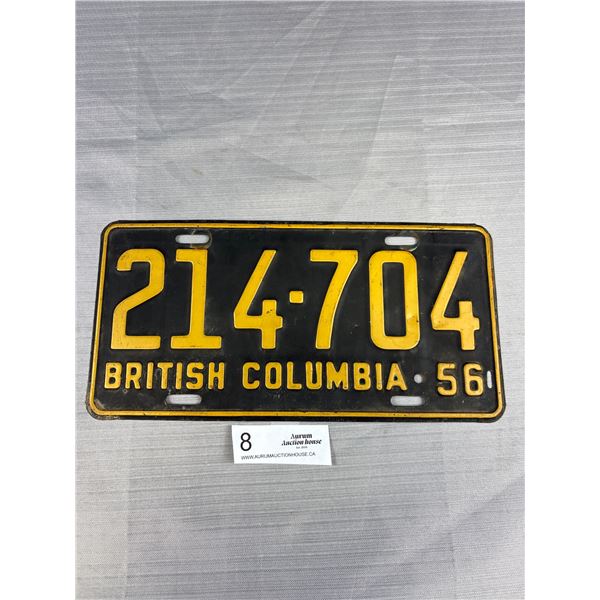 214·704
BRITISH COLUMBIA · 56
8
Aurum
Auction house
WWW.AURUMAUCTIONHOUSE.CA